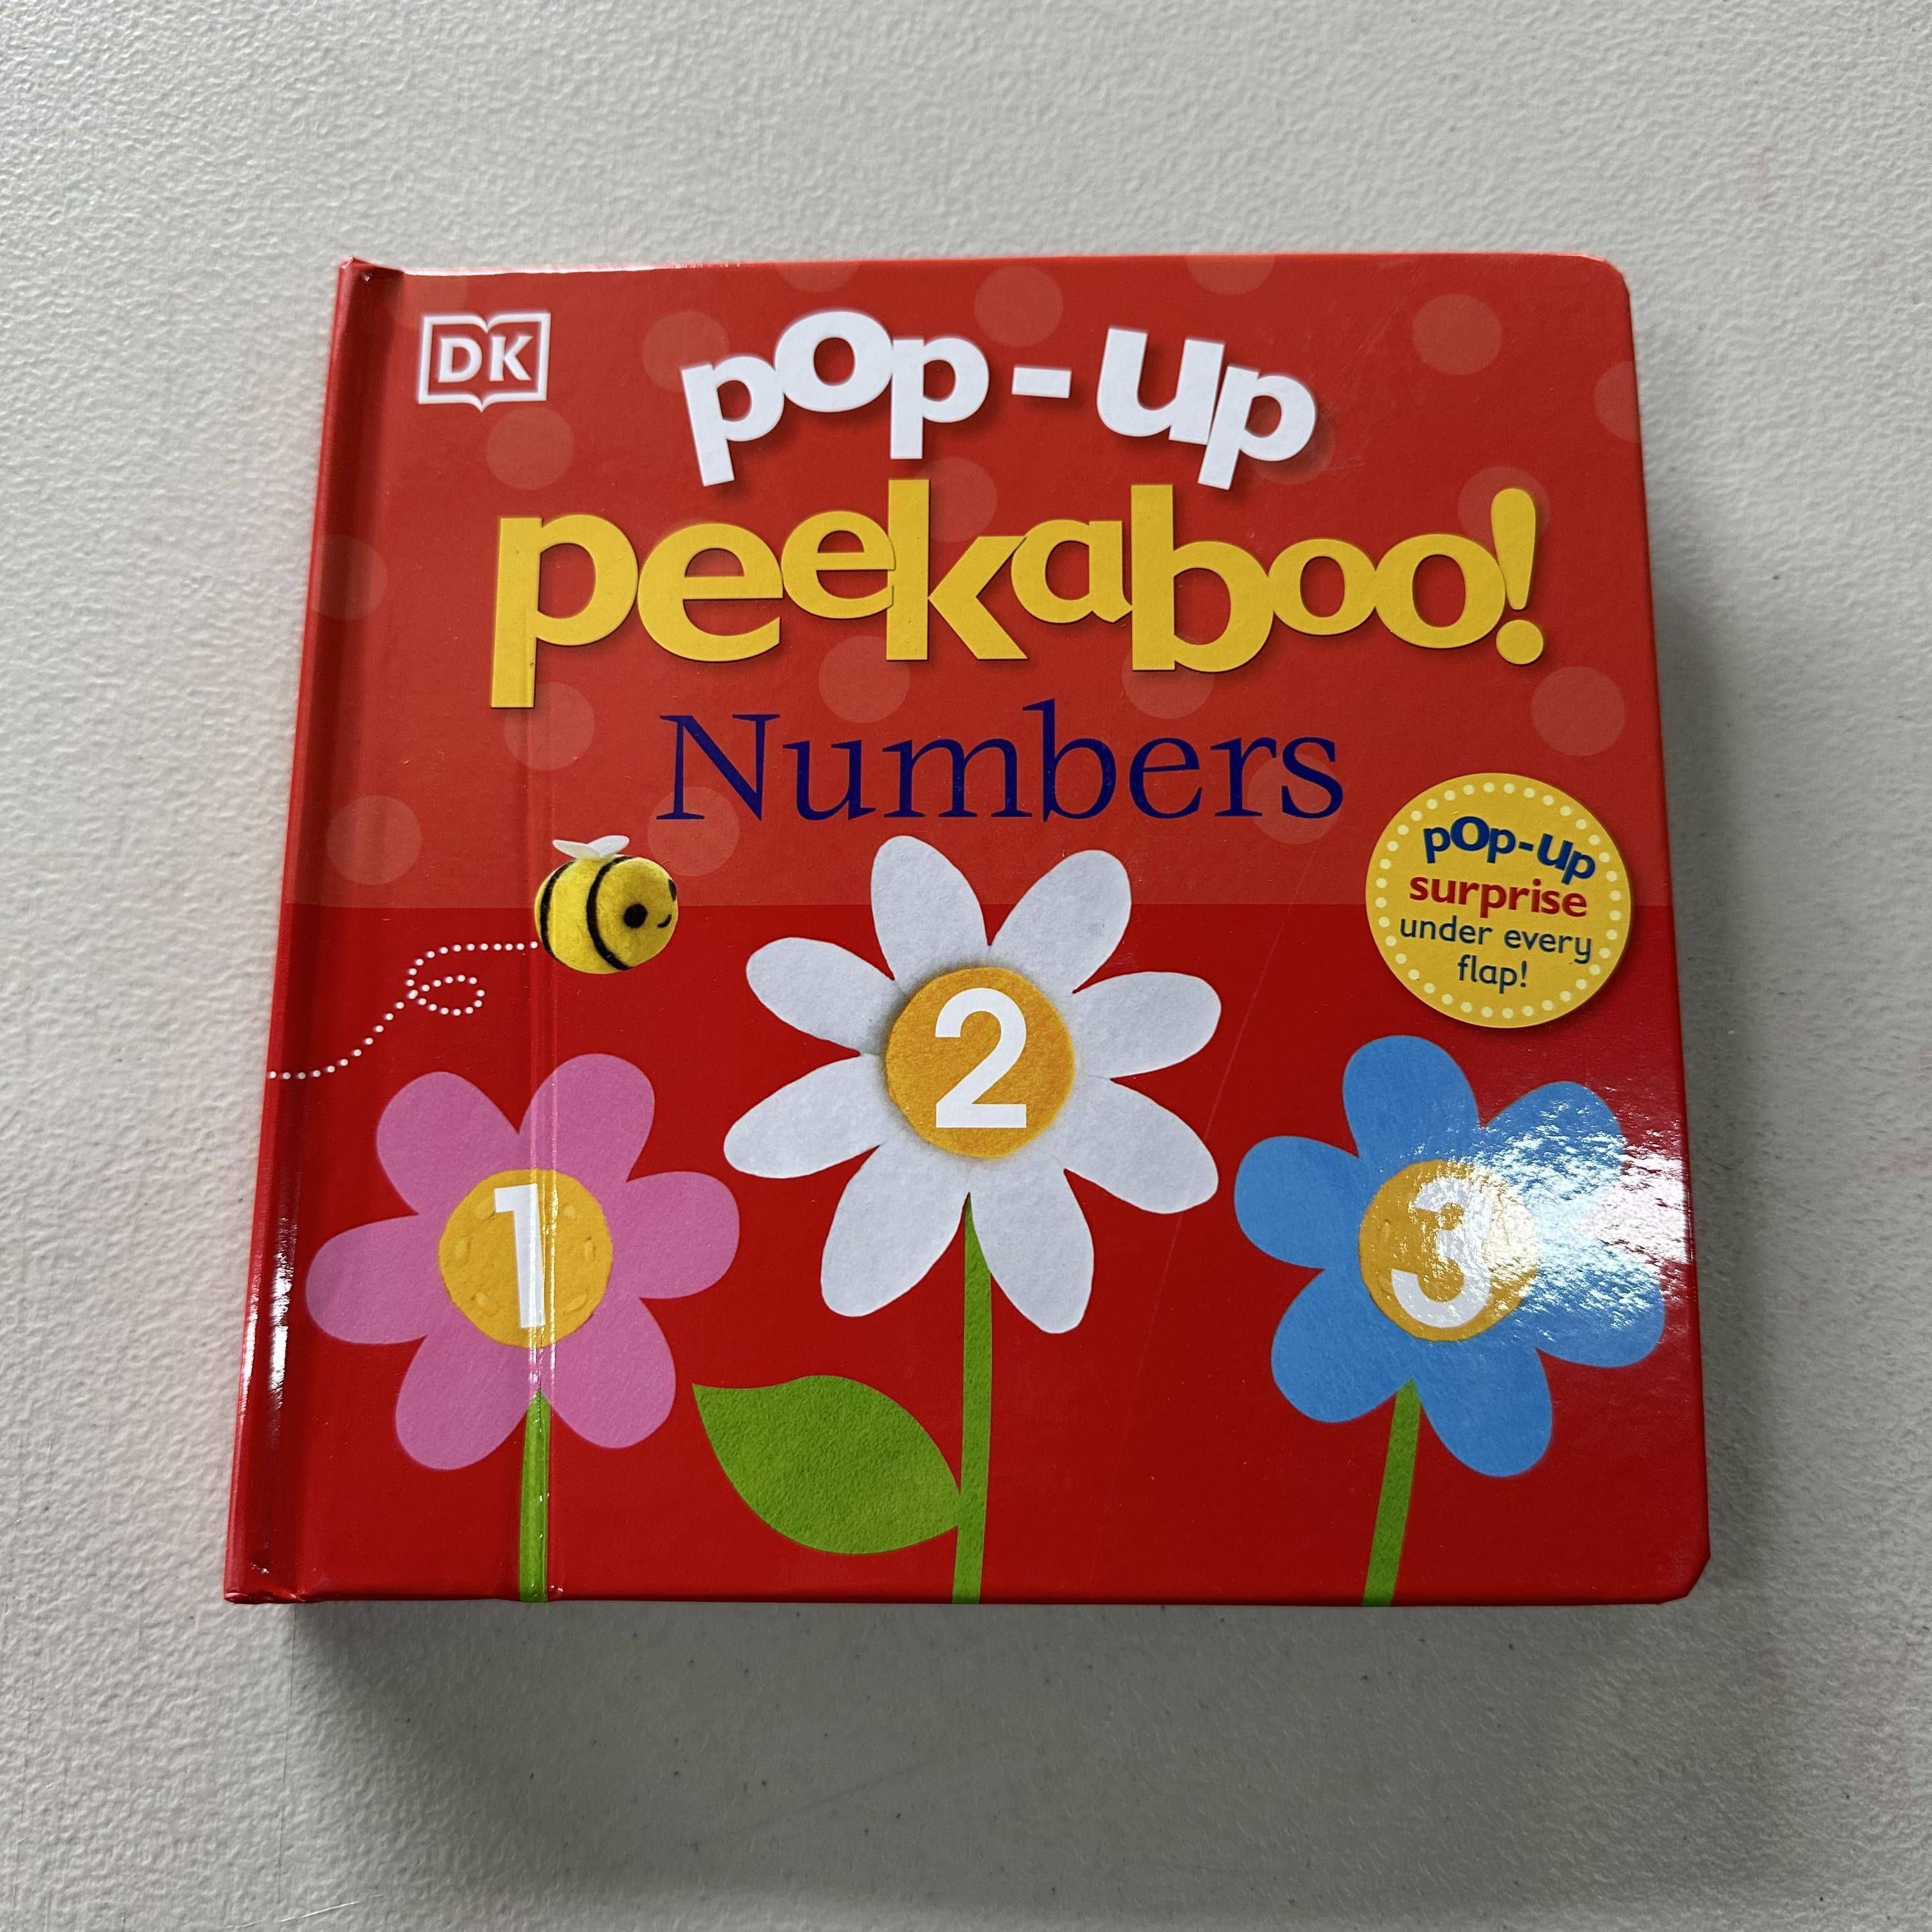 DK
pop-up
peekaboo!
Numbers
pop-up
surprise
under every
flap!
2
1
3